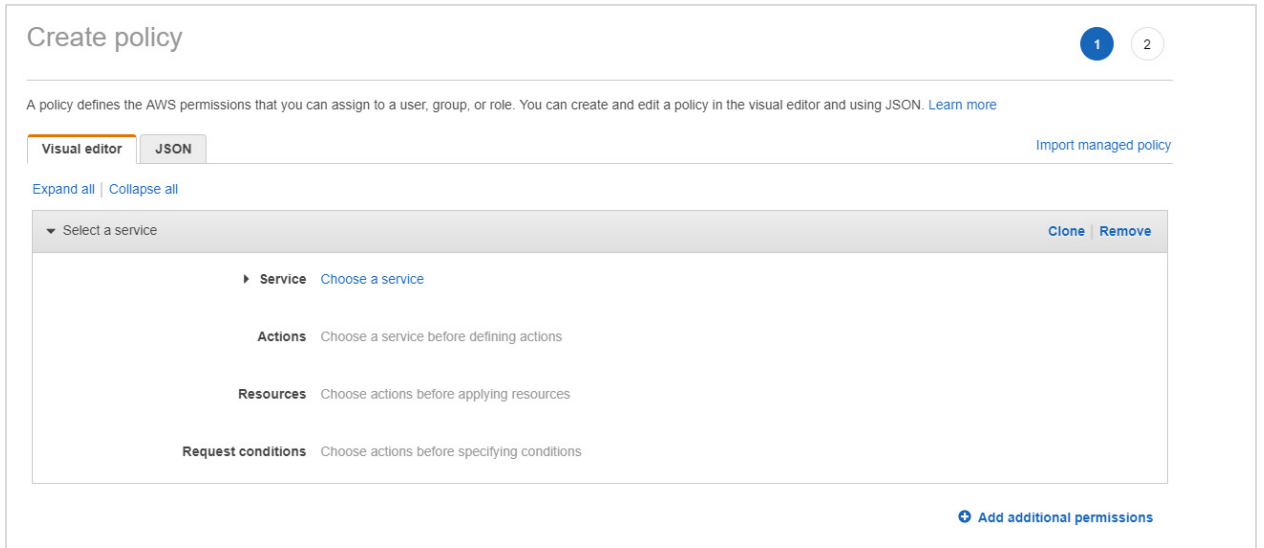 Create policy
1 2
A policy defines the AWS permissions that you can assign to a user, group, or role. You can create and edit a policy in the visual editor and using JSON. Learn more
Visual editor JSON Import managed policy
Expand all | Collapse all
Select a service Clone | Remove
Service Choose a service
Actions Choose a service before defining actions
Resources Choose actions before applying resources
Request conditions Choose actions before specifying conditions
Add additional permissions